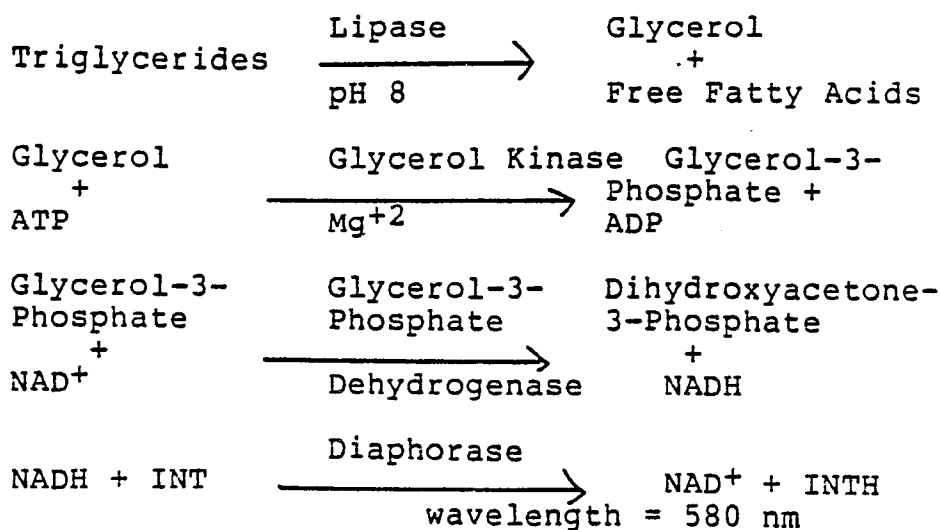 Lipase
Triglycerides Glycerol
+
pH 8 Free Fatty Acids
Glycerol Glycerol Kinase Glycerol-3-
+ Phosphate +
ATP Mg+2 ADP
Glycerol-3- Glycerol-3- Dihydroxyacetone-
Phosphate Phosphate 3-Phosphate
+ +
NAD+ Dehydrogenase NADH
Diaphorase
NADH + INT NAD+ + INTH
wavelength = 580 nm